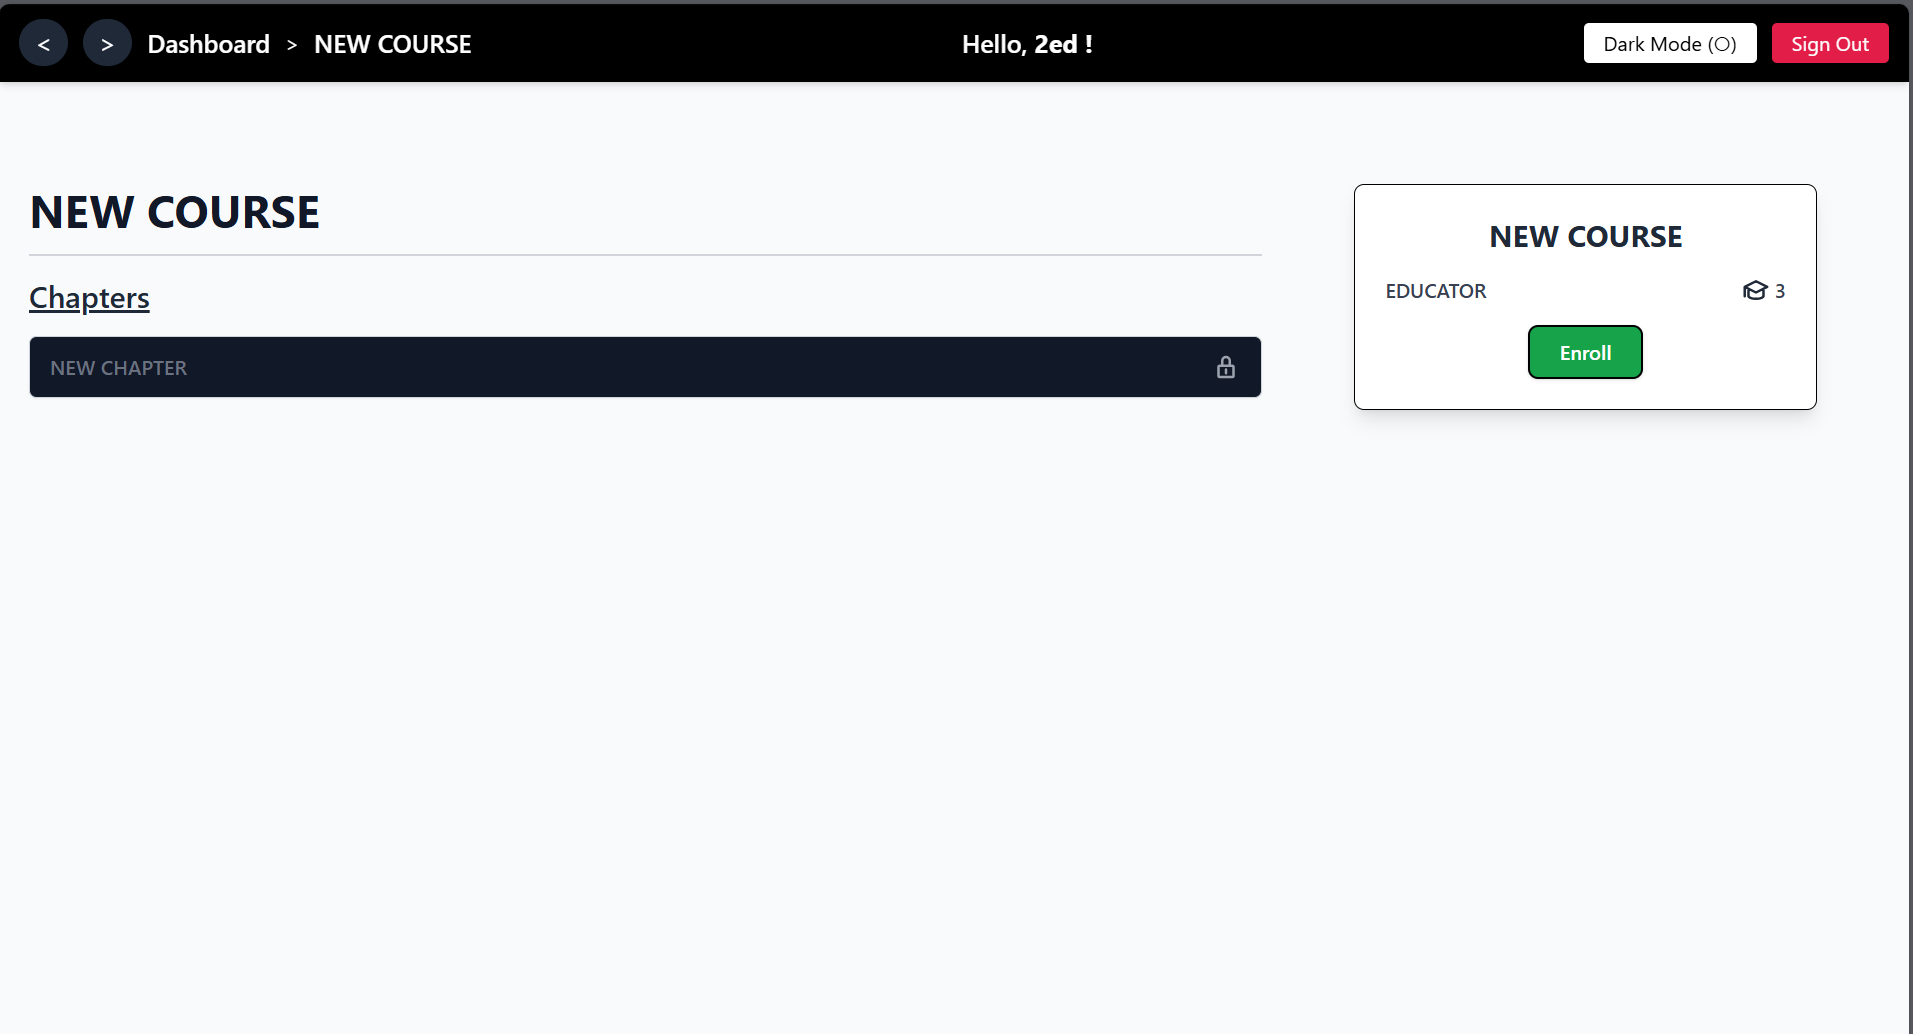 < > Dashboard > NEW COURSE
Hello, 2ed !
Dark Mode (O)
Sign Out
NEW COURSE
Chapters
NEW CHAPTER
NEW COURSE
EDUCATOR
3
Enroll